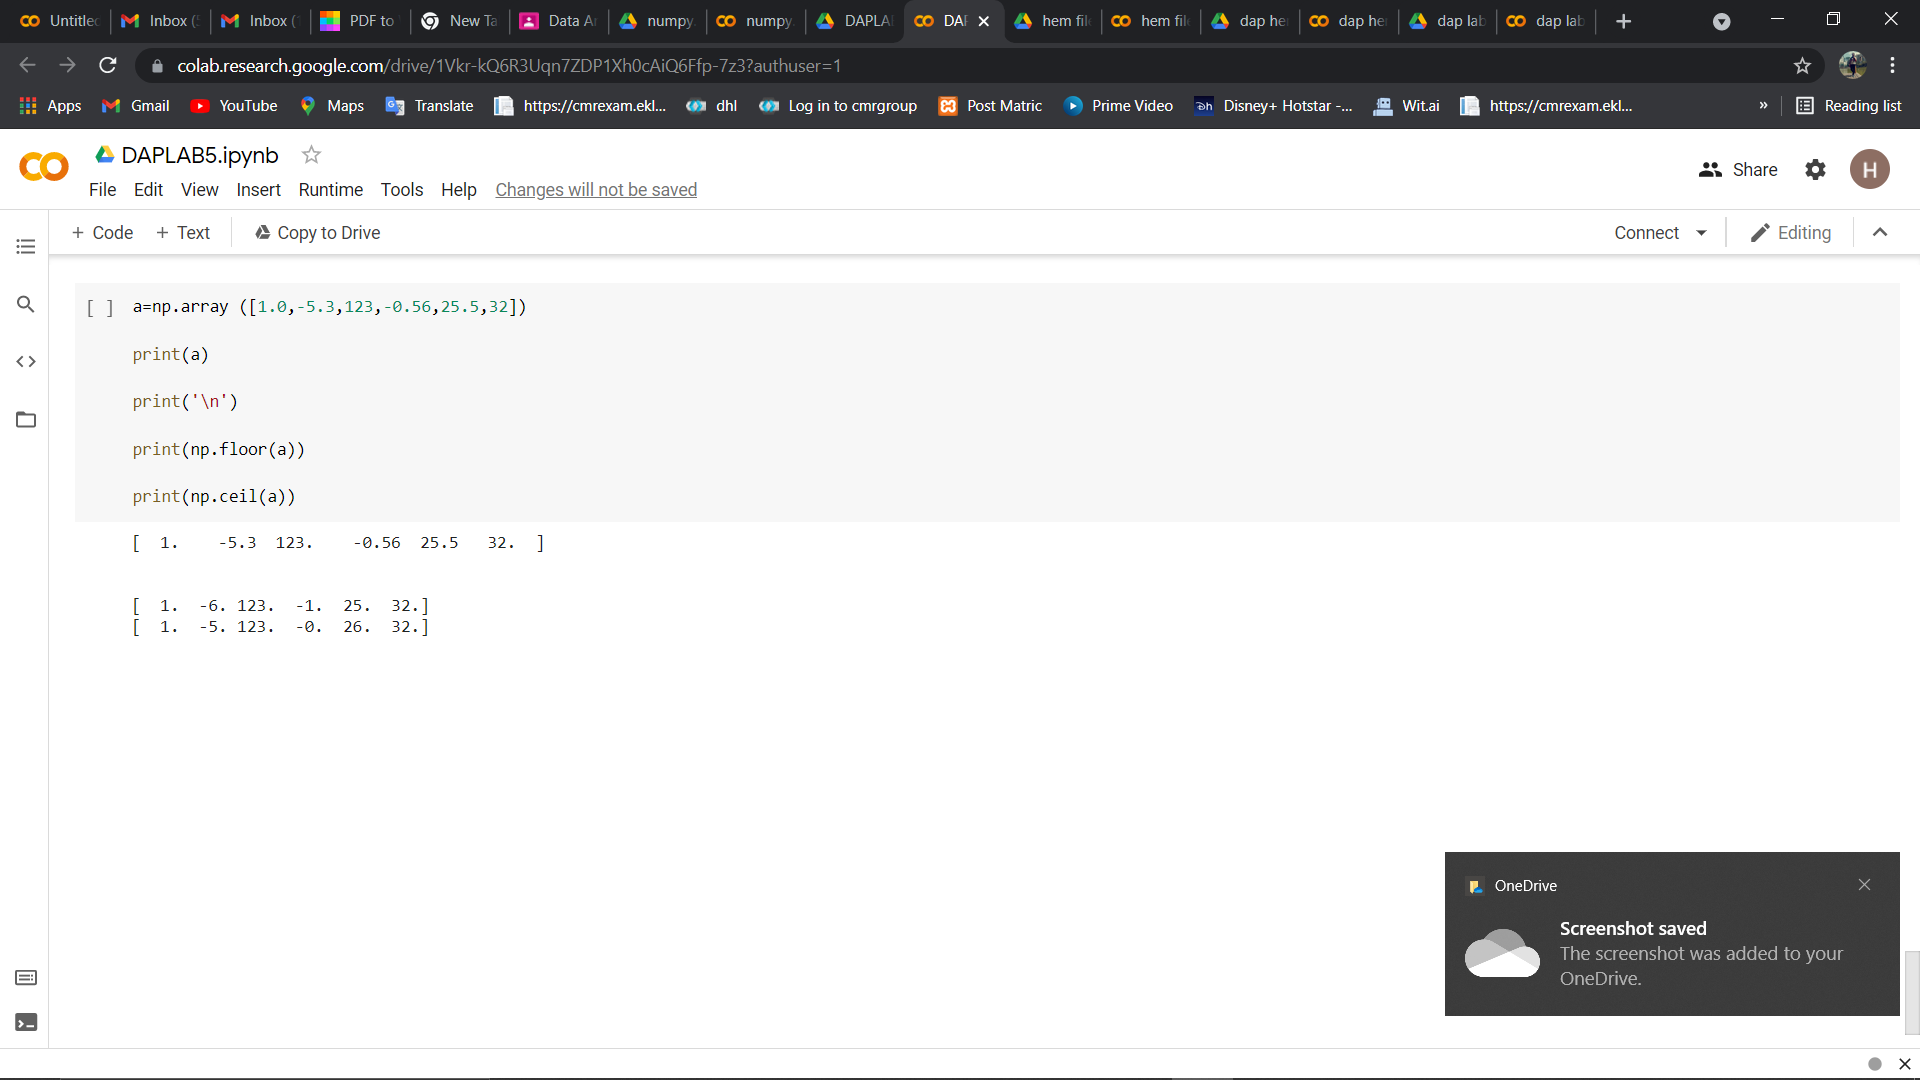 Untitle Inbox ( Inbox ( PDF to New Ta Data A numpy. numpy. DAPLA DAF hem fil hem fil dap he dap he dap lab dap lab
colab.research.google.com/drive/1Vkr-kQ6R3Uqn7ZDP1Xh0cAiQ6Ffp-7z3?authuser=1
Apps Gmail YouTube Maps Translate https://cmrexam.ekl... dhl Log in to cmrgroup Post Matric Prime Video Disney+ Hotstar -... Wit.ai https://cmrexam.ekl... » Reading list
DAPLAB5.ipynb
File Edit View Insert Runtime Tools Help Changes will not be saved
Share H
+ Code + Text Copy to Drive Connect Editing
[ ] a=np.array ([1.0,-5.3,123,-0.56,25.5,32])
print(a)
print('\n')
print(np.floor(a))
print(np.ceil(a))
[  1.    -5.3  123.    -0.56  25.5   32.  ]
[  1.  -6. 123.  -1.  25.  32.]
[  1.  -5. 123.  -0.  26.  32.]
OneDrive
Screenshot saved
The screenshot was added to your
OneDrive.